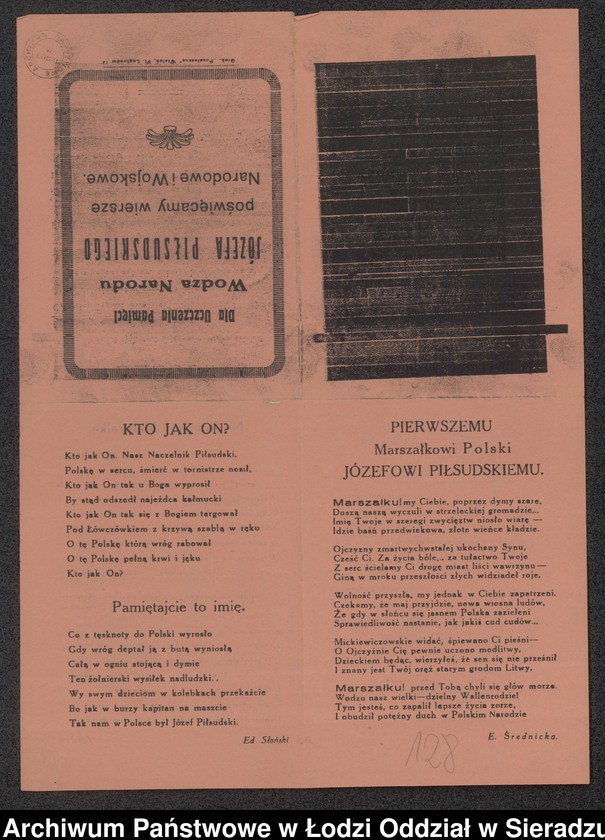 Druk. „Powszechna" Wieluń, Pl. Legionów 18
Dla Uczczenia Pamięci
Wodza Narodu
JÓZEFA PIŁSUDSKIEGO
poświęcamy wiersze
Narodowe i Wojskowe.
KTO JAK ON?
Kto jak On. Nasz Naczelnik Piłsudski,
Polskę w sercu, śmierć w tornistrze nosił,
Kto jak On tak u Boga wyprosił
By stąd odszedł najeźdca kałmucki
Kto jak On tak się z Bogiem targował
Pod Łówczówkiem z krzywą szablą w ręku
O tę Polskę którą wróg rabował
O tę Polskę pełną krwi i jęku
Kto jak On?
Pamiętajcie to imię.
Co z tęsknoty do Polski wyrosło
Gdy wróg deptał ją z butą wyniosłą
Całą w ogniu stojącą i dymie
Ten żołnierski wysiłek nadludzki.
Wy swym dzieciom w kolebkach przekażcie
Bo jak w burzy kapitan na maszcie
Tak nam w Polsce był Józef Piłsudski.
Ed Słoński
PIERWSZEMU
Marszałkowi Polski
JÓZEFOWI PIŁSUDSKIEMU.
Marszałku! my Ciebie, poprzez dymy szare,
Duszą naszą wyczuli w strzeleckiej gromadzie...
Imię Twoje w szeregi zwycięztw niosło wiarę —
Idzie baśń przedwiekowa, złote wieńce kładzie.
Ojczyzny zmartwychwstałej ukochany Synu,
Cześć Ci. Za życia bóle,.. za tułactwo Twoje
Z serc ścielamy Ci drogę miast liści wawrzynu—
Giną w mroku przeszłości złych widziadeł roje.
Wolność przyszła, my jednak w Ciebie zapatrzeni.
Czekamy, że maj przyjdzie, nowa wiosna ludów,
Że gdy w słońcu się jasnem Polska zazieleni
Sprawiedliwość nastanie, jak jakiś cud cudów...
Mickiewiczowskie widać, śpiewano Ci pieśni—
O Ojczyźnie Cię pewnie uczono modlitwy,
Dzieckiem będąc, wierzyłeś, że sen się nie prześnił
I znany jest Twój oręż starym grodom Litwy,
Marszałku! przed Tobą chyli się głów morza.
Wodzu nasz wielki—dzielny Wallenrodzie!
Tym jesteś, co zapalił lepsze życia zorze,
I obudził potężny duch w Polskim Narodzie
E. Średnicka.
128
Archiwum Państwowe w Łodzi Oddział w Sieradzu